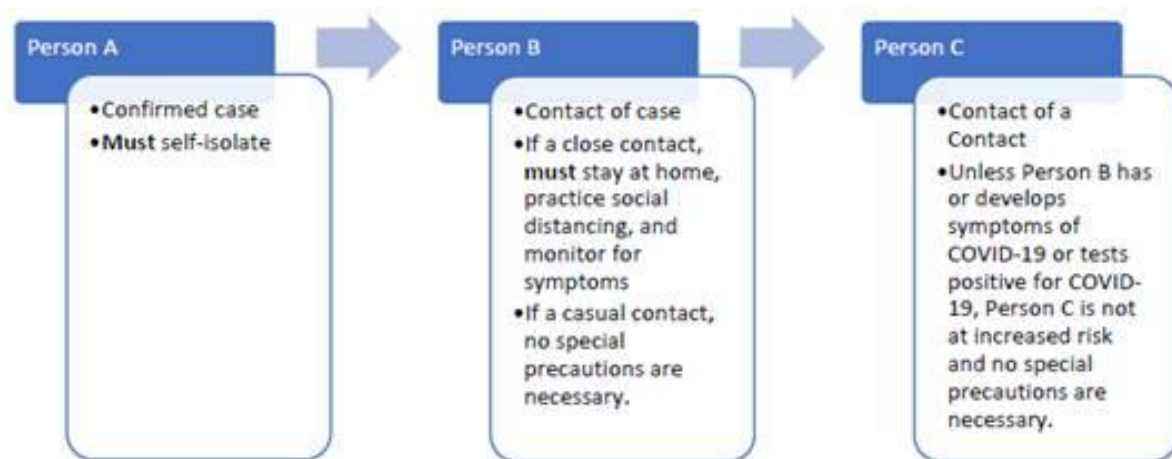 Person A
•Confirmed case
•Must self-isolate
Person B
•Contact of case
•If a close contact,
must stay at home,
practice social
distancing, and
monitor for
symptoms
•If a casual contact,
no special
precautions are
necessary.
Person C
•Contact of a
Contact
•Unless Person B has
or develops
symptoms of
COVID-19 or tests
positive for COVID-
19, Person C is not
at increased risk
and no special
precautions are
necessary.